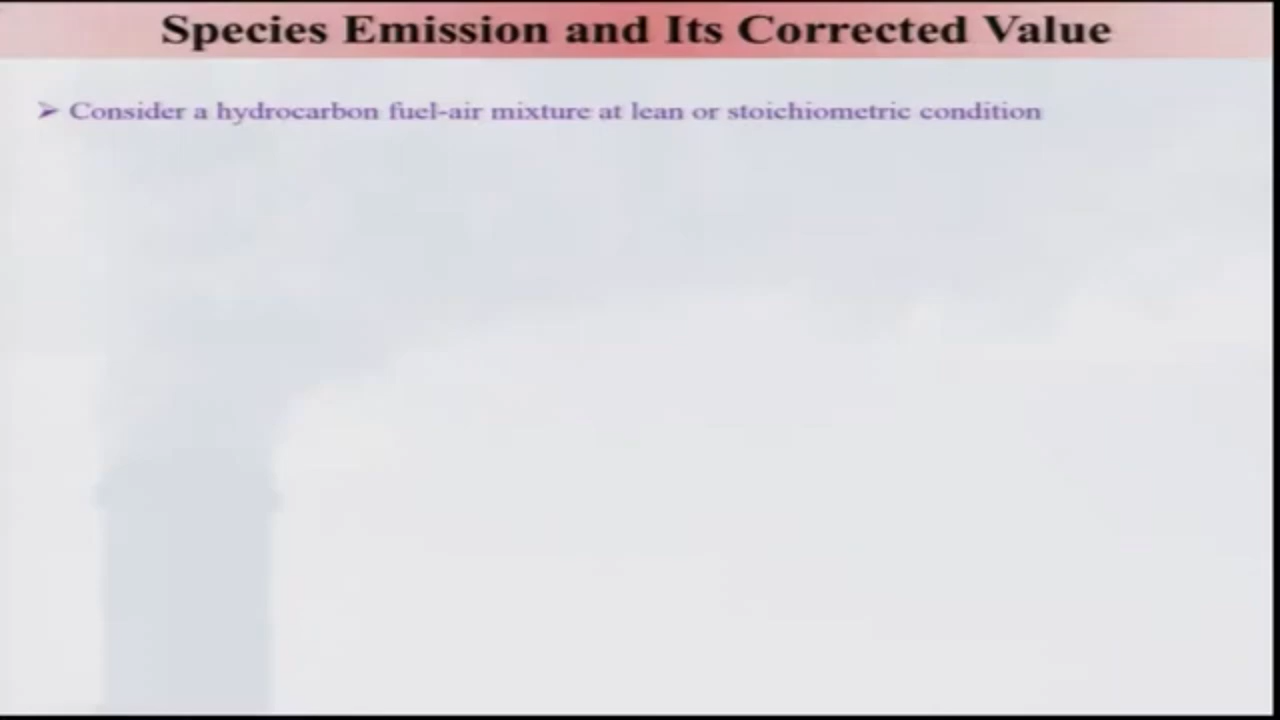 Species Emission and Its Corrected Value
➢ Consider a hydrocarbon fuel-air mixture at lean or stoichiometric condition